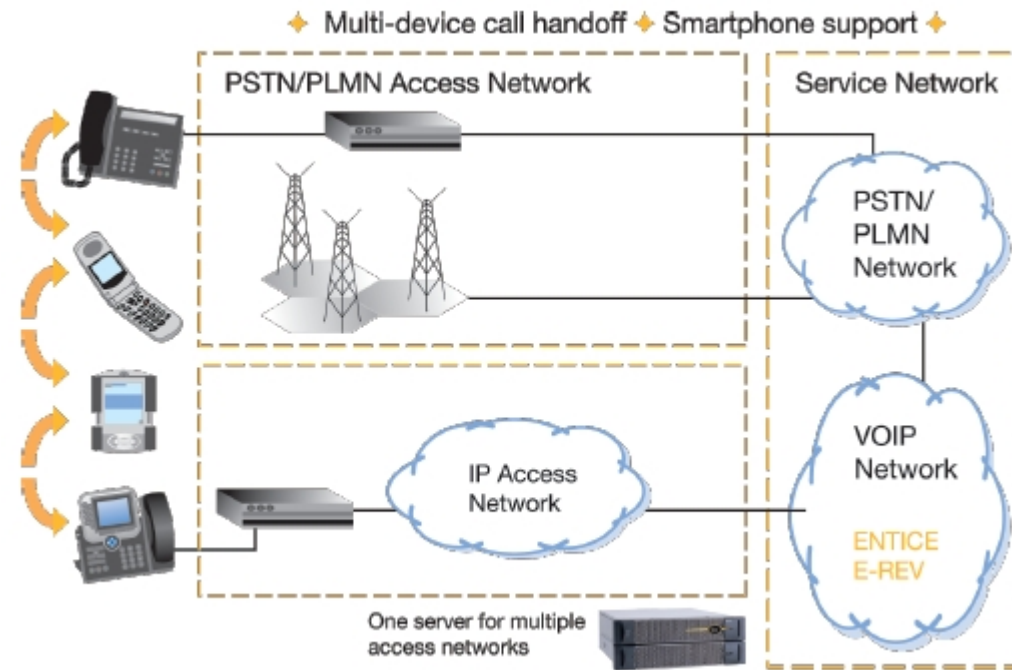 Multi-device call handoff Smartphone support
PSTN/PLMN Access Network
Service Network
PSTN/
PLMN
Network
IP Access
Network
VOIP
Network
ENTICE
E-REV
One server for multiple
access networks